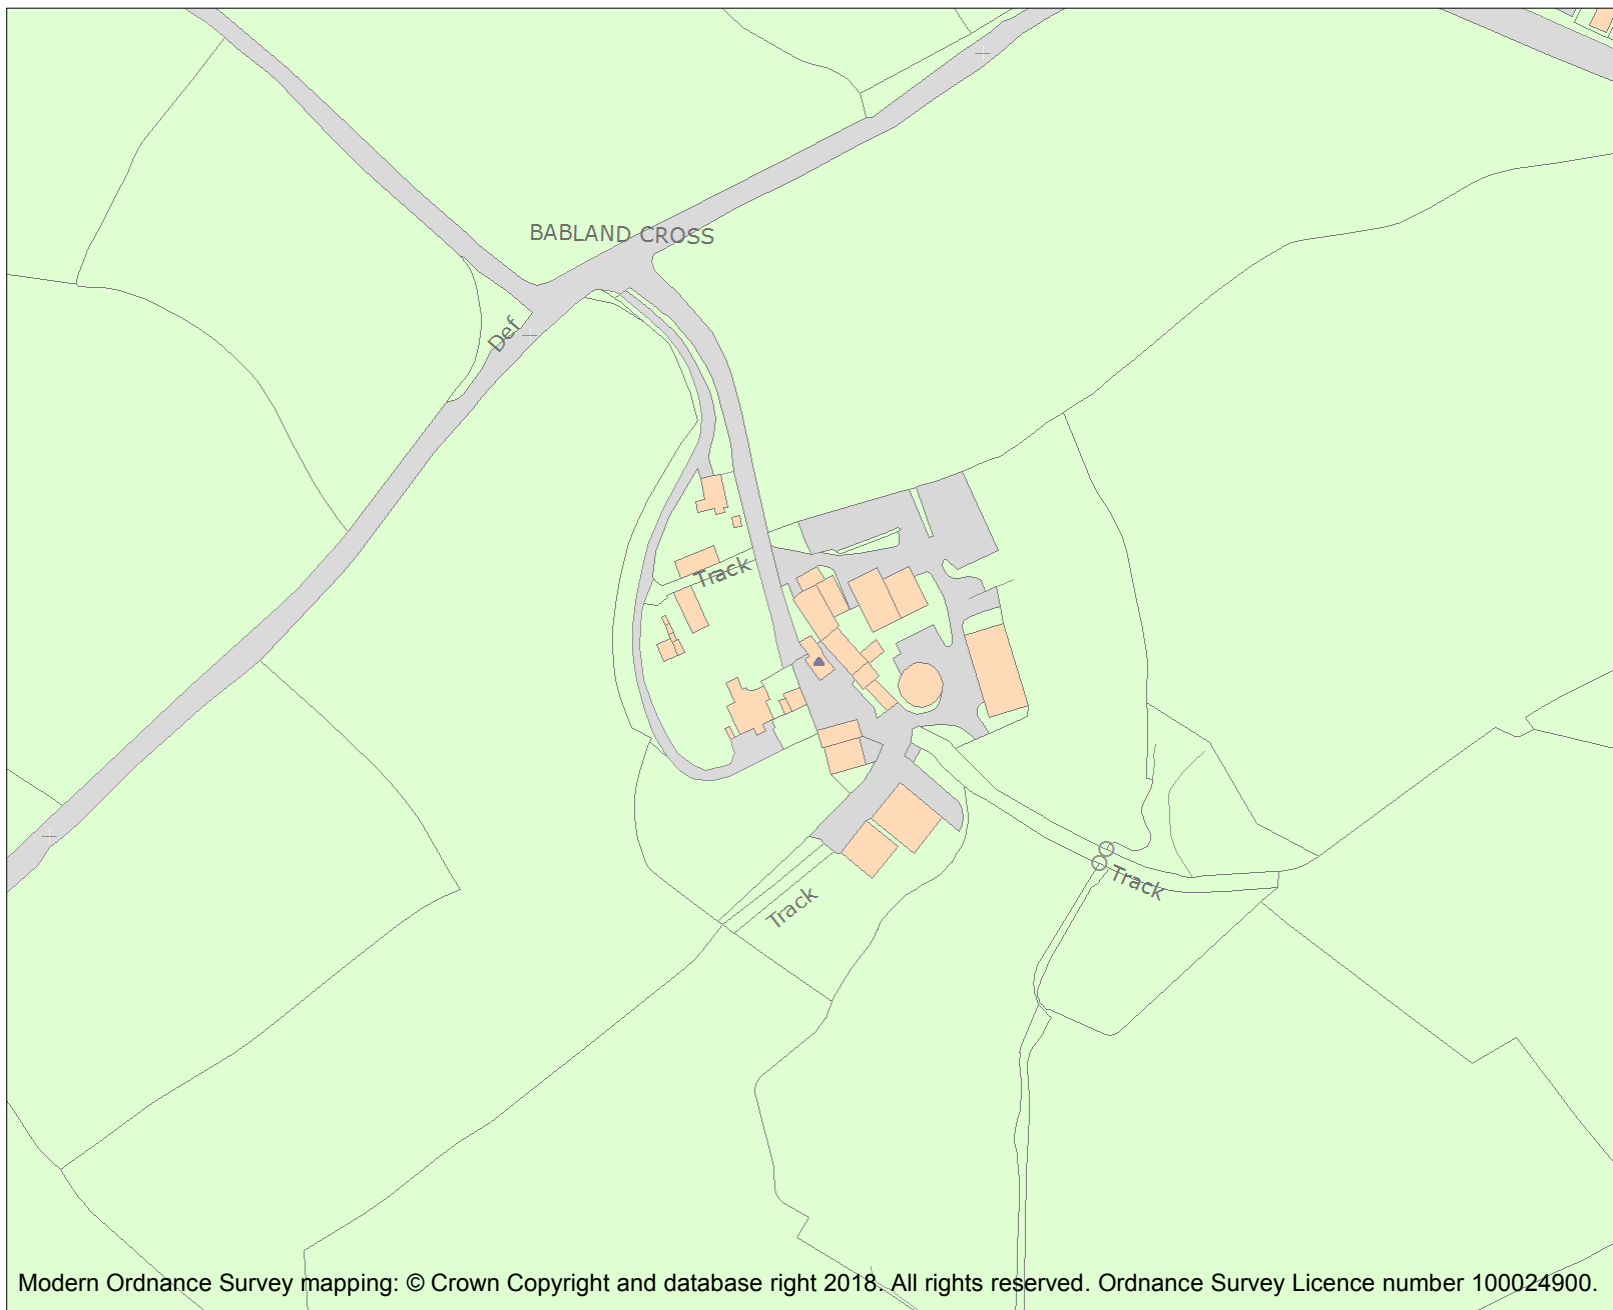 BABLAND CROSS
Def
Track
Track
Track
Modern Ordnance Survey mapping: © Crown Copyright and database right 2018. All rights reserved. Ordnance Survey Licence number 100024900.